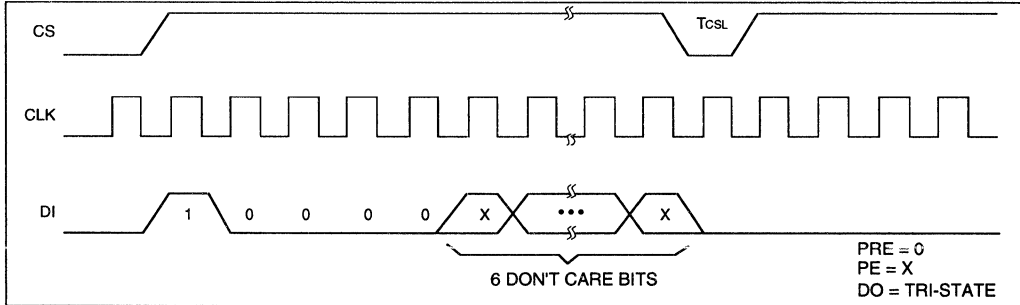 CS
TCSL
CLK
DI
1 0 0 0 0 X ••• X
6 DON'T CARE BITS
PRE = 0
PE = X
DO = TRI-STATE